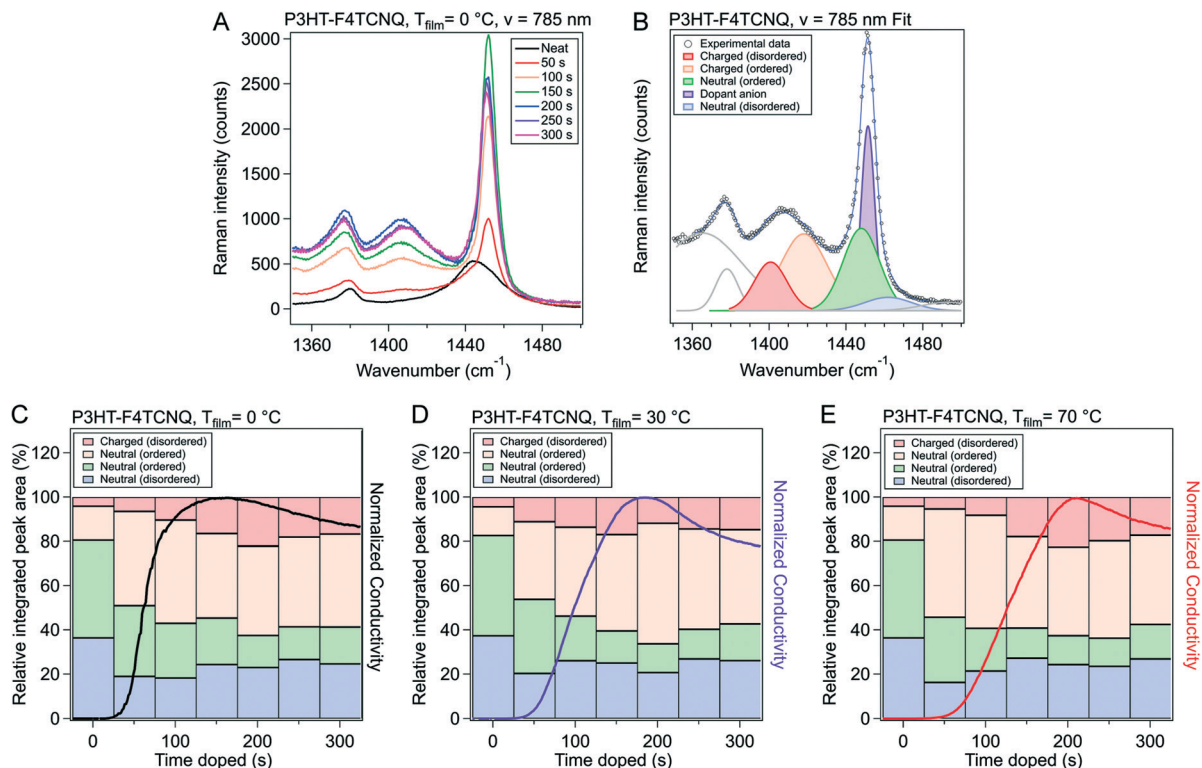 A
P3HT-F4TCNQ, Tfilm= 0 °C, v = 785 nm
Raman intensity (counts)
3000
2500
2000
1500
1000
500
0
Neat
50 s
100 s
150 s
200 s
250 s
300 s
1360
1400
1440
1480
Wavenumber (cm-1)
B
P3HT-F4TCNQ, v = 785 nm Fit
Raman intensity (counts)
Experimental data
Charged (disordered)
Charged (ordered)
Neutral (ordered)
Dopant anion
Neutral (disordered)
1360
1400
1440
1480
Wavenumber (cm-1)
C
P3HT-F4TCNQ, Tfilm= 0 °C
Relative integrated peak area (%)
120
100
80
60
40
20
0
Charged (disordered)
Neutral (ordered)
Neutral (ordered)
Neutral (disordered)
0
100
200
300
Time doped (s)
Normalized Conductivity
D
P3HT-F4TCNQ, Tfilm= 30 °C
Relative integrated peak area (%)
120
100
80
60
40
20
0
Charged (disordered)
Neutral (ordered)
Neutral (ordered)
Neutral (disordered)
0
100
200
300
Time doped (s)
Normalized Conductivity
E
P3HT-F4TCNQ, Tfilm= 70 °C
Relative integrated peak area (%)
120
100
80
60
40
20
0
Charged (disordered)
Neutral (ordered)
Neutral (ordered)
Neutral (disordered)
0
100
200
300
Time doped (s)
Normalized Conductivity